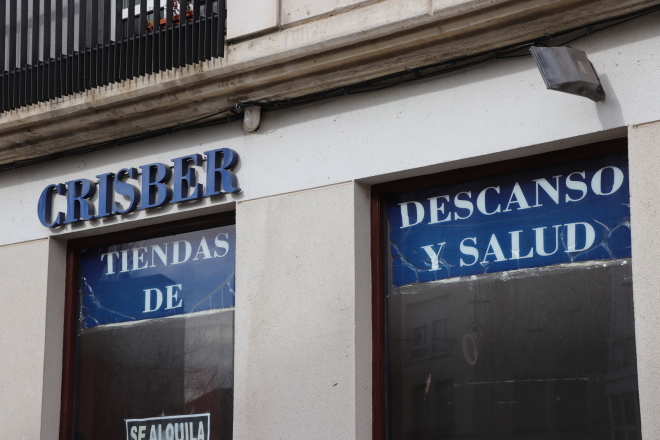 CRISBER
TIENDAS
DE
DESCANSO
Y SALUD
SE ALQUILA